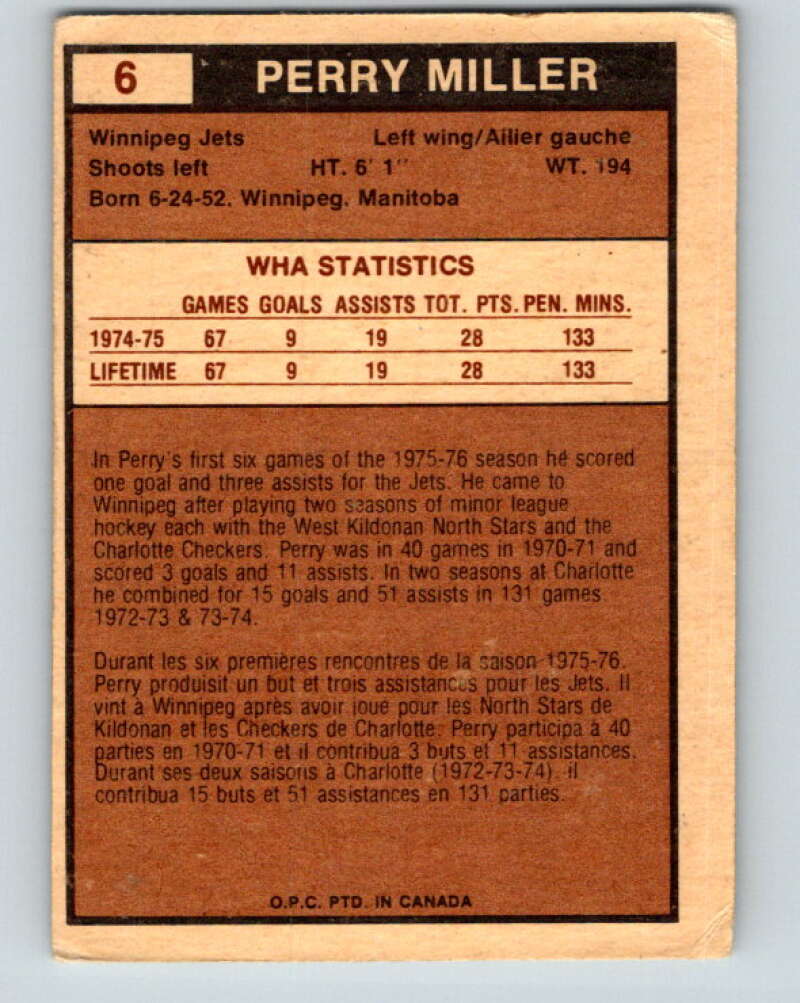 6 PERRY MILLER
Winnipeg Jets Left wing/Ailier gauche
Shoots left HT. 6' 1" WT. 194
Born 6-24-52. Winnipeg, Manitoba
WHA STATISTICS
GAMES GOALS ASSISTS TOT. PTS. PEN. MINS.
1974-75 67 9 19 28 133
LIFETIME 67 9 19 28 133
In Perry's first six games of the 1975-76 season he scored
one goal and three assists for the Jets. He came to
Winnipeg after playing two seasons of minor league
hockey each with the West Kildonan North Stars and the
Charlotte Checkers. Perry was in 40 games in 1970-71 and
scored 3 goals and 11 assists. In two seasons at Charlotte
he combined for 15 goals and 51 assists in 131 games
1972-73 & 73-74.
Durant les six premières rencontres de la saison 1975-76.
Perry produisit un but et trois assistances pour les Jets. Il
vint à Winnipeg après avoir joué pour les North Stars de
Kildonan et les Checkers de Charlotte. Perry participa à 40
parties en 1970-71 et il contribua 3 buts et 11 assistances.
Durant ses deux saisons à Charlotte (1972-73-74). il
contribua 15 buts et 51 assistances en 131 parties.
O.P.C. PTD. IN CANADA